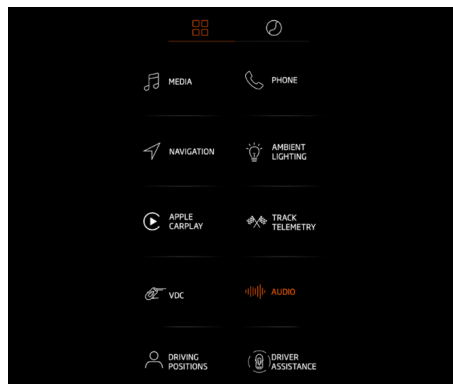 MEDIA
PHONE
NAVIGATION
AMBIENT
LIGHTING
APPLE
CARPLAY
TRACK
TELEMETRY
VDC
AUDIO
DRIVING
POSITIONS
DRIVER
ASSISTANCE